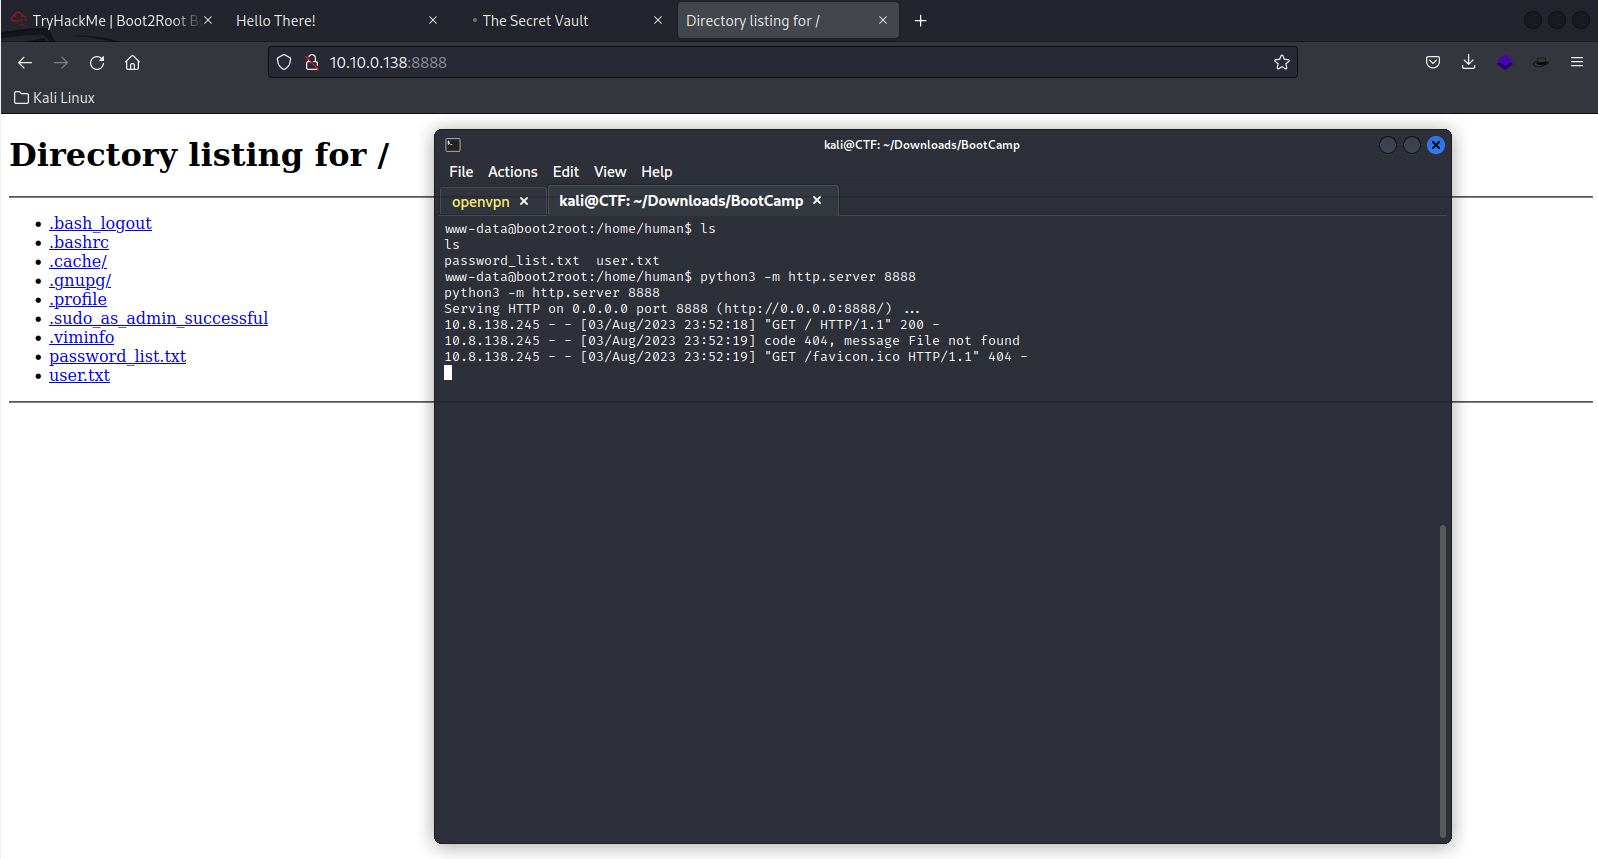 TryHackMe | Boot2Root B
Hello There!
The Secret Vault
Directory listing for /
10.10.0.138:8888
Kali Linux
Directory listing for /
.bash_logout
.bashrc
.cache/
.gnupg/
.profile
.sudo_as_admin_successful
.viminfo
password_list.txt
user.txt
kali@CTF: ~/Downloads/BootCamp
File Actions Edit View Help
openvpn
kali@CTF: ~/Downloads/BootCamp
www-data@boot2root:/home/human$ ls
ls
password_list.txt  user.txt
www-data@boot2root:/home/human$ python3 -m http.server 8888
python3 -m http.server 8888
Serving HTTP on 0.0.0.0 port 8888 (http://0.0.0.0:8888/) ...
10.8.138.245 - - [03/Aug/2023 23:52:18] "GET / HTTP/1.1" 200 -
10.8.138.245 - - [03/Aug/2023 23:52:19] code 404, message File not found
10.8.138.245 - - [03/Aug/2023 23:52:19] "GET /favicon.ico HTTP/1.1" 404 -